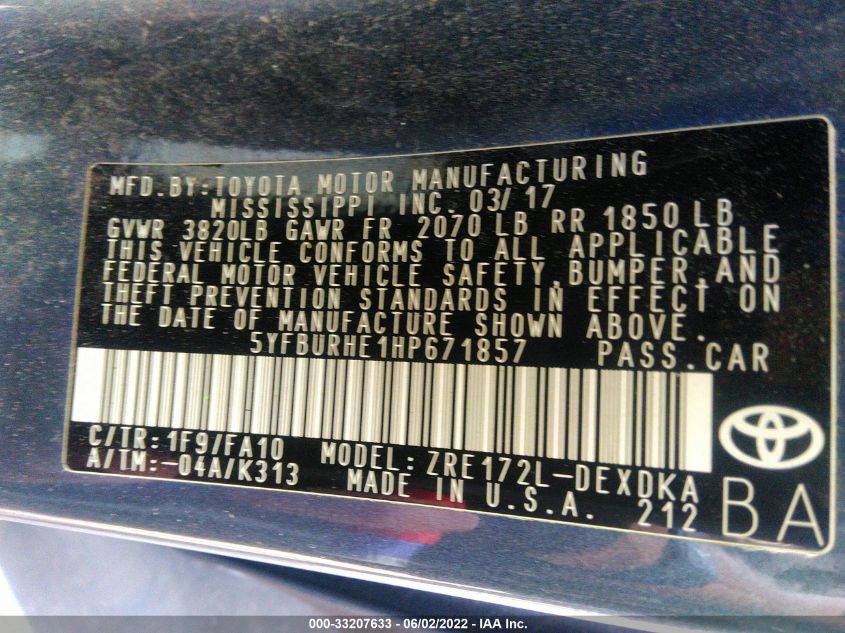 MFD.BY:TOYOTA MOTOR MANUFACTURING
MISSISSIPPI INC. 03/17
GVWR 3820LB GAWR FR 2070 LB RR 1850 LB
THIS VEHICLE CONFORMS TO ALL APPLICABLE
FEDERAL MOTOR VEHICLE SAFETY,BUMPER,AND
THEFT PREVENTION STANDARDS IN EFFECT ON
THE DATE OF MANUFACTURE SHOWN ABOVE.
5YFBURHE1HP671857 PASS.CAR
C/TR:1F9/FA10 MODEL:ZRE172L-DEXDKA
A/TM:-04A/K313 MADE IN U.S.A. 212
BA
000-33207633 - 06/02/2022 - IAA Inc.